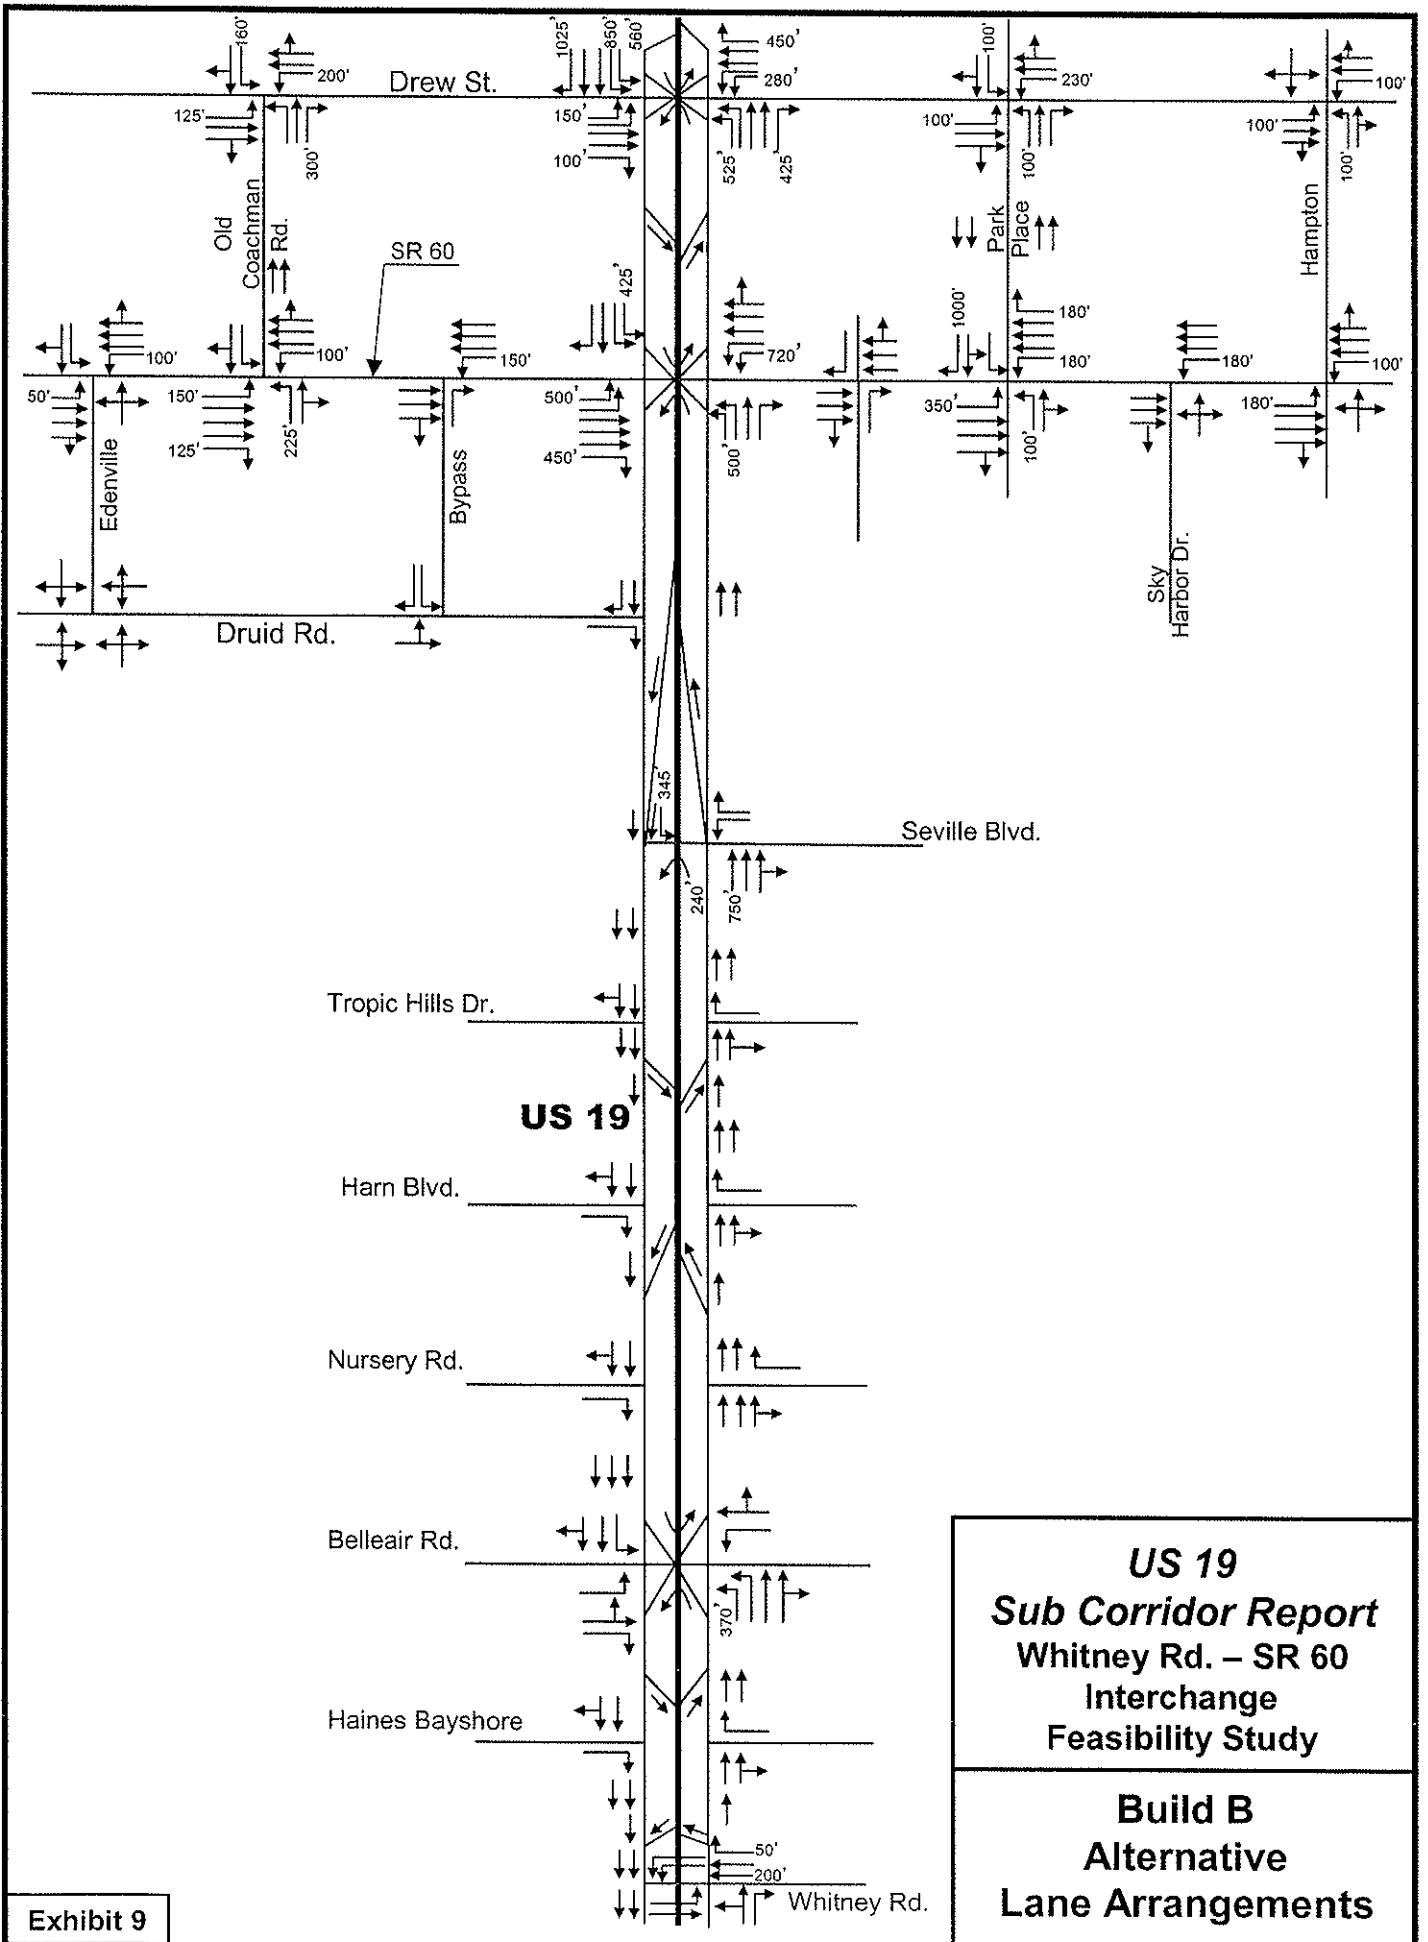 160'
200'
Drew St.
1025'
850'
560'
450'
280'
100'
230'
100'
125'
300'
150'
100'
525'
425'
100'
100'
100'
100'
Old
Coachman
Rd.
SR 60
Park
Place
Hampton
425'
100'
100'
150'
720'
1000'
180'
180'
180'
100'
50'
150'
125'
225'
500'
450'
500'
350'
100'
180'
Edenville
Bypass
Sky
Harbor Dr.
Druid Rd.
345'
Seville Blvd.
240'
750'
Tropic Hills Dr.
US 19
Harn Blvd.
Nursery Rd.
Belleair Rd.
370'
Haines Bayshore
50'
200'
Whitney Rd.
US 19
Sub Corridor Report
Whitney Rd. – SR 60
Interchange
Feasibility Study
Build B
Alternative
Lane Arrangements
Exhibit 9